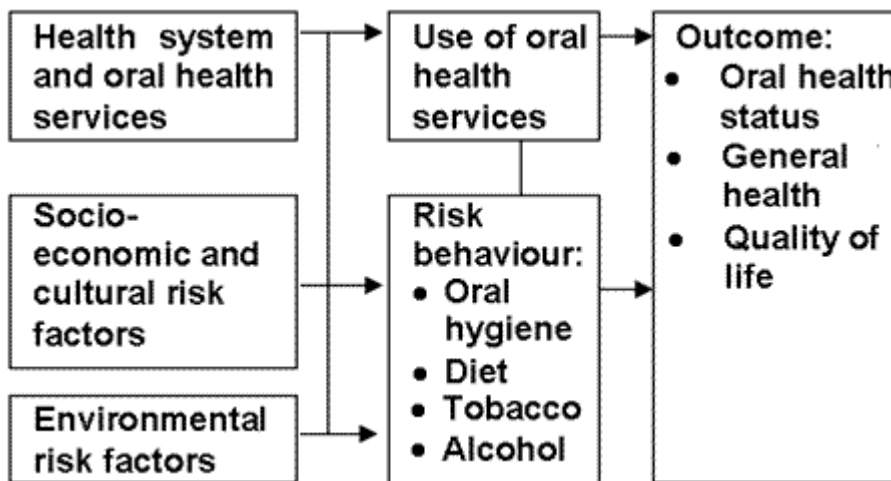 Health system
and oral health
services
Use of oral
health
services
Outcome:
• Oral health
status
• General
health
• Quality of
life
Socio-
economic and
cultural risk
factors
Risk
behaviour:
• Oral
hygiene
• Diet
• Tobacco
• Alcohol
Environmental
risk factors